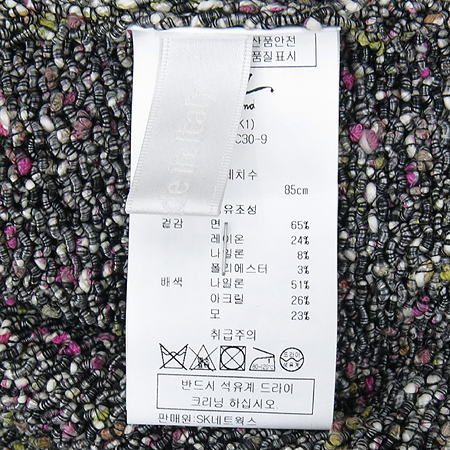 산품안전
품질표시
K1)
C30-9
체치수
85cm
유조성
겉감 면 65%
레이온 24%
나일론 8%
폴리에스터 3%
배색 나일론 51%
아크릴 26%
모 23%
취급주의
반드시 석유계 드라이
크리닝 하십시오.
판매원:SK네트웍스